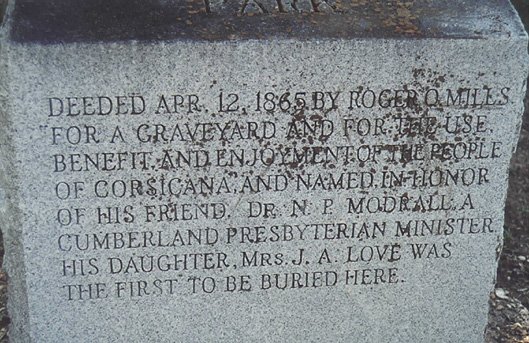 PARK
DEEDED APR. 12, 1865, BY ROGER Q. MILLS
"FOR A GRAVEYARD AND FOR THE USE,
BENEFIT, AND ENJOYMENT OF THE PEOPLE
OF CORSICANA, AND NAMED IN HONOR
OF HIS FRIEND, DR. N. P. MODRALL, A
CUMBERLAND PRESBYTERIAN MINISTER
HIS DAUGHTER, MRS. J. A. LOVE WAS
THE FIRST TO BE BURIED HERE.